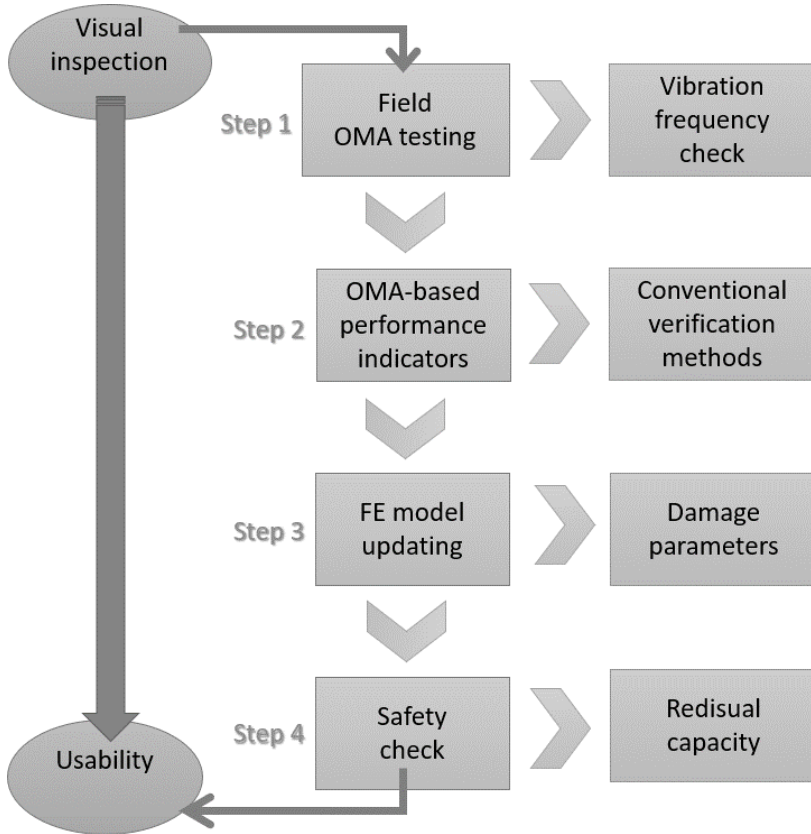 Visual
inspection
Step 1
Field
OMA testing
Vibration
frequency
check
Step 2
OMA-based
performance
indicators
Conventional
verification
methods
Step 3
FE model
updating
Damage
parameters
Step 4
Safety
check
Redisual
capacity
Usability